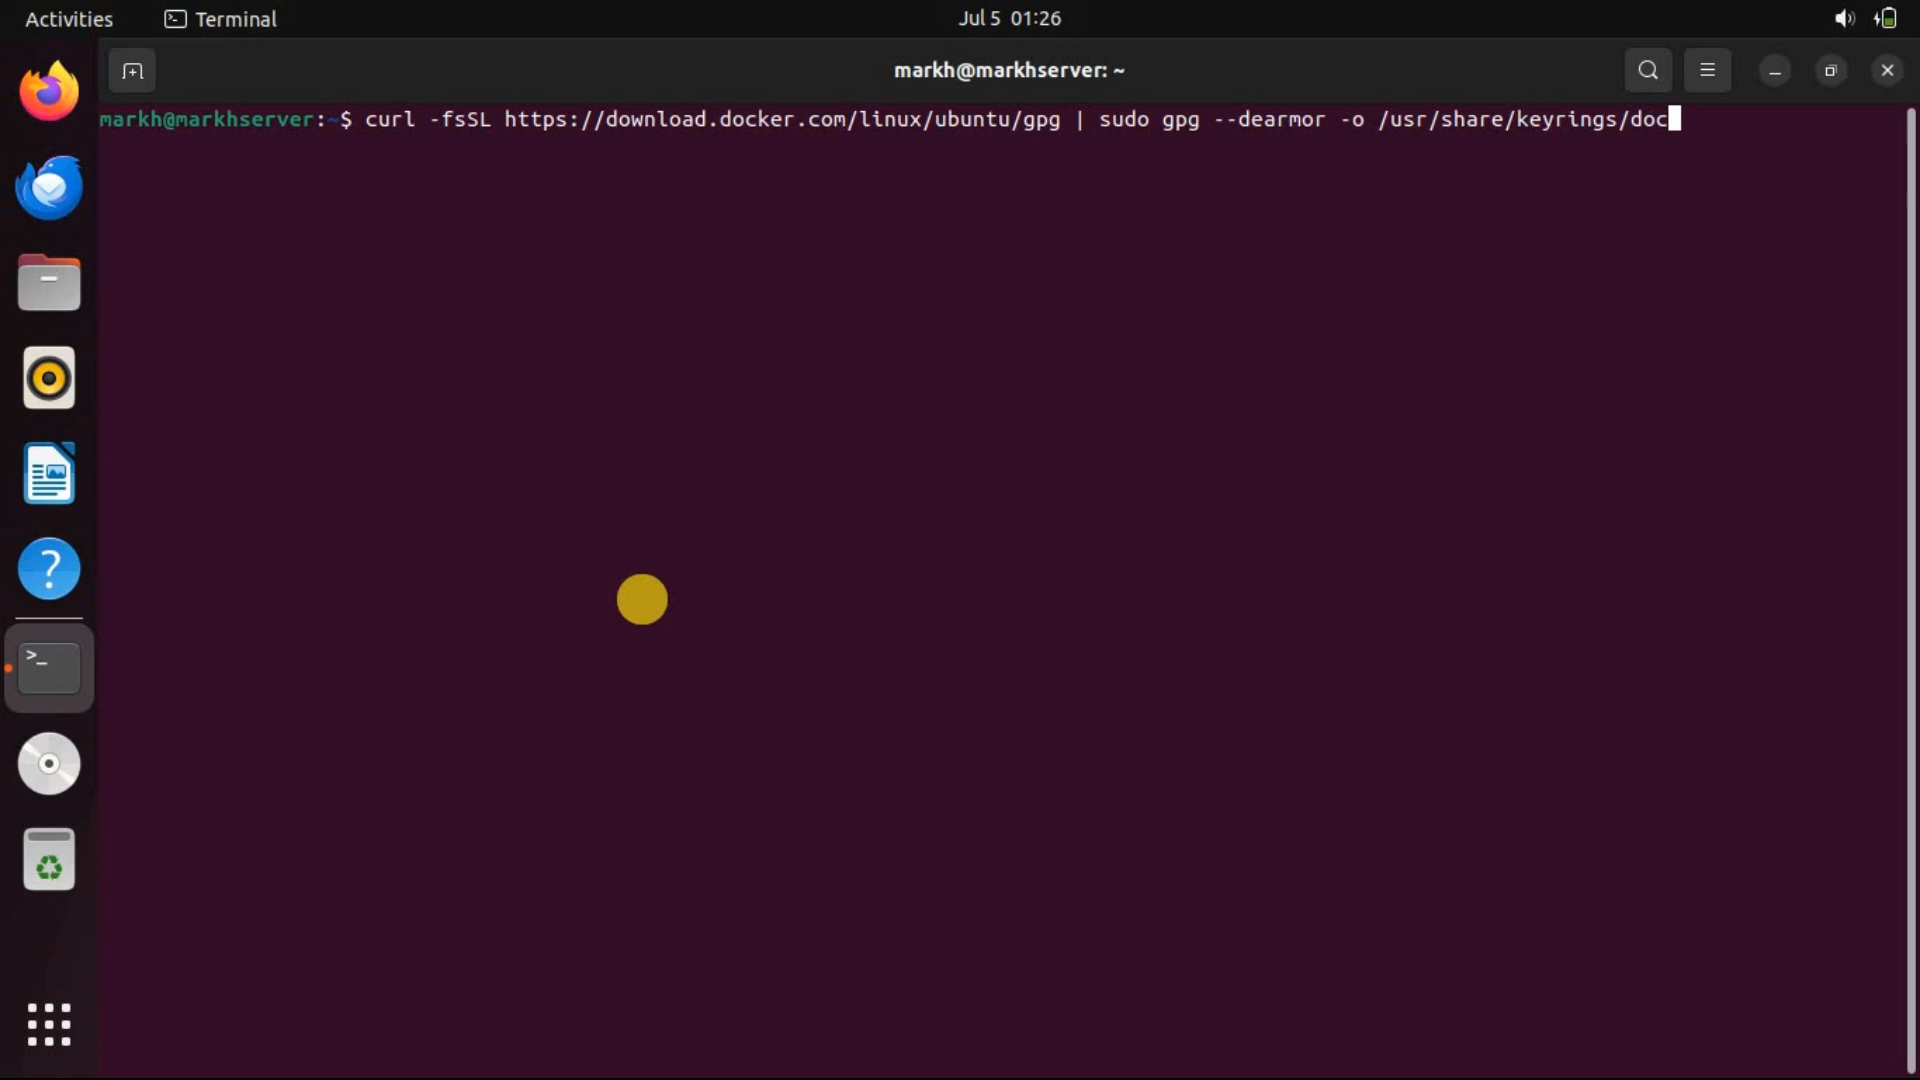 Activities Terminal Jul 5 01:26
markh@markhserver: ~
markh@markhserver:~$ curl -fsSL https://download.docker.com/linux/ubuntu/gpg | sudo gpg --dearmor -o /usr/share/keyrings/doc